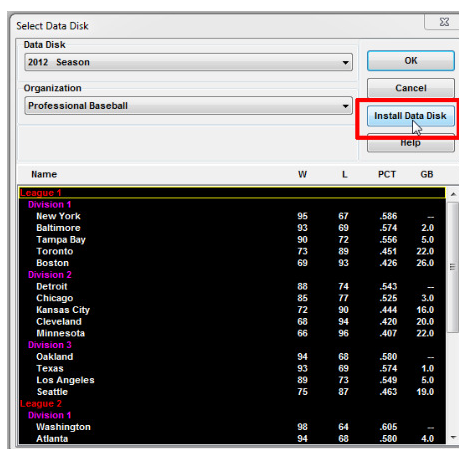 Select Data Disk
Data Disk
2012 Season
OK
Organization
Cancel
Professional Baseball
Install Data Disk
Help
Name W L PCT GB
League 1
Division 1
New York 95 67 .586 --
Baltimore 93 69 .574 2.0
Tampa Bay 90 72 .556 5.0
Toronto 73 89 .451 22.0
Boston 69 93 .426 26.0
Division 2
Detroit 88 74 .543 --
Chicago 85 77 .525 3.0
Kansas City 72 90 .444 16.0
Cleveland 68 94 .420 20.0
Minnesota 66 96 .407 22.0
Division 3
Oakland 94 68 .580 --
Texas 93 69 .574 1.0
Los Angeles 89 73 .549 5.0
Seattle 75 87 .463 19.0
League 2
Division 1
Washington 98 64 .605 --
Atlanta 94 68 .580 4.0